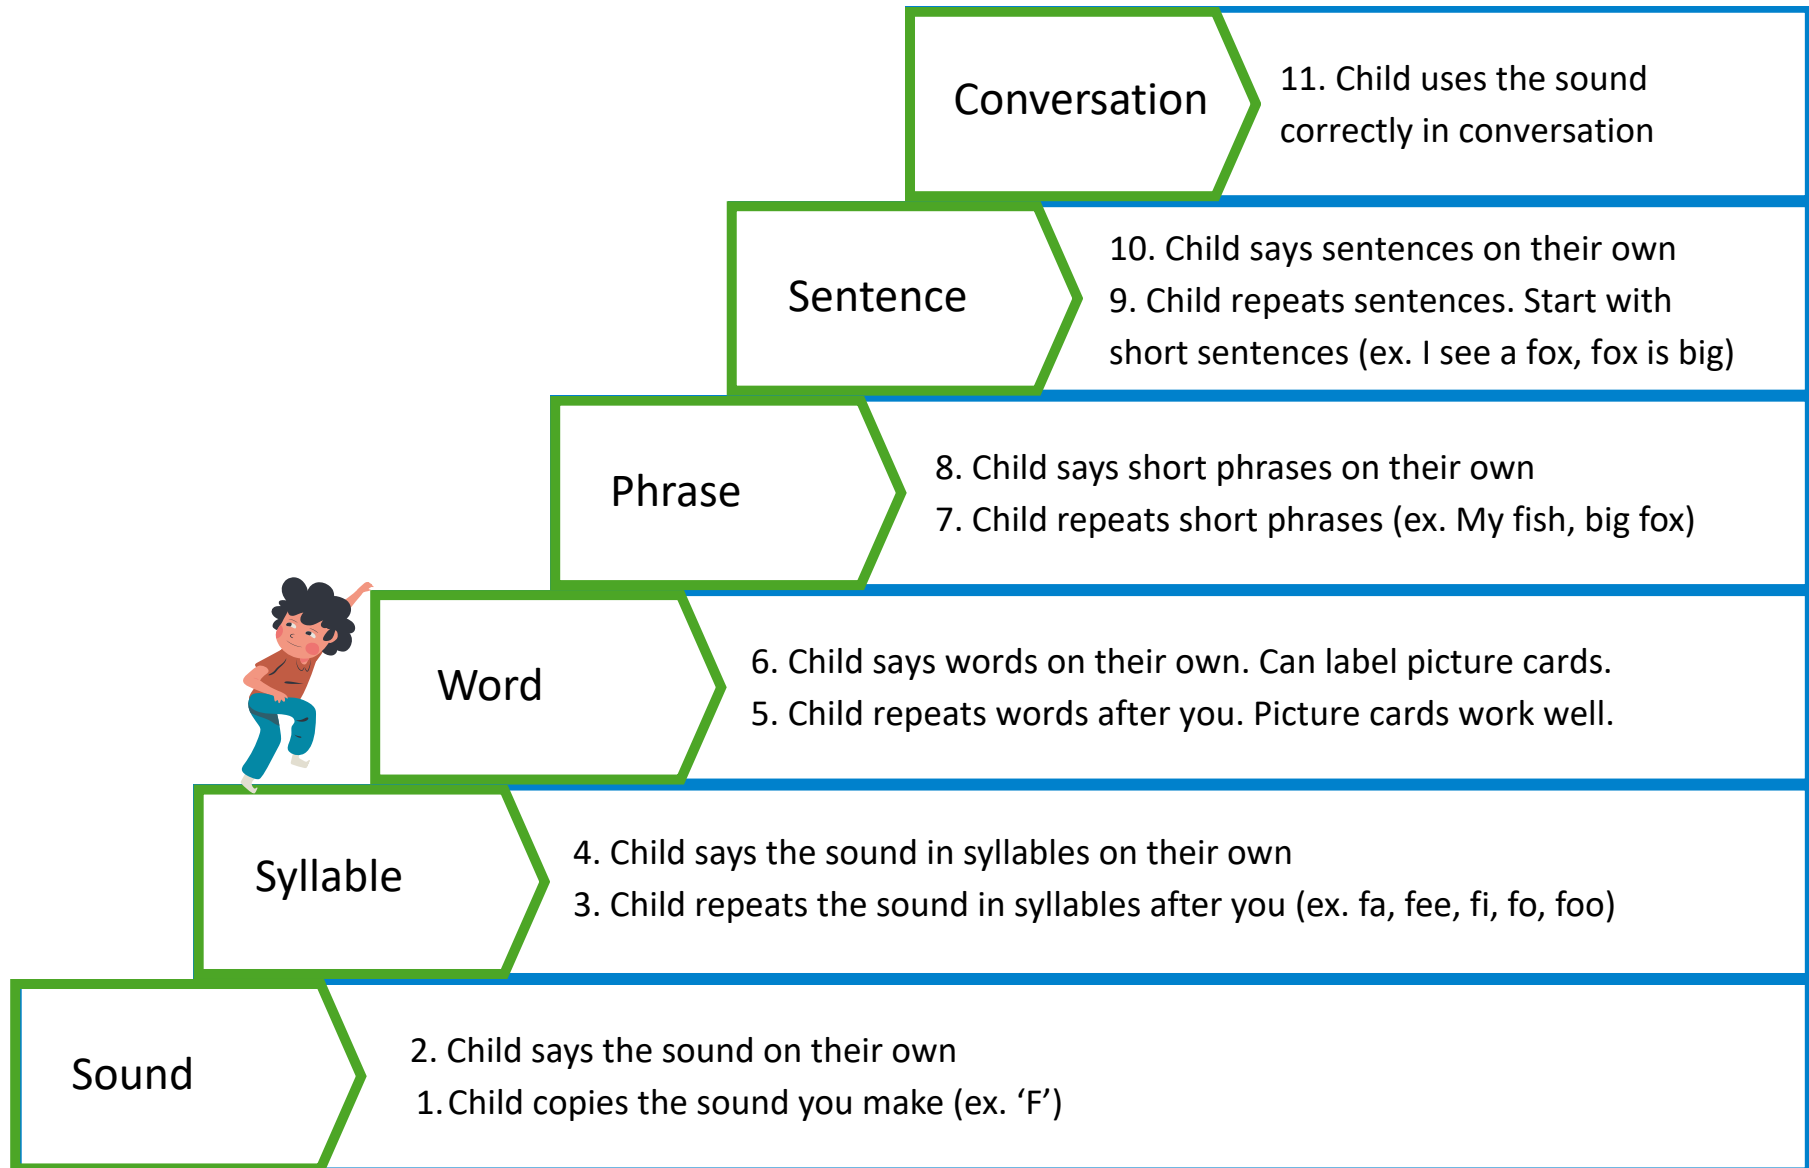 Conversation
11. Child uses the sound
correctly in conversation
Sentence
10. Child says sentences on their own
9. Child repeats sentences. Start with
short sentences (ex. I see a fox, fox is big)
Phrase
8. Child says short phrases on their own
7. Child repeats short phrases (ex. My fish, big fox)
Word
6. Child says words on their own. Can label picture cards.
5. Child repeats words after you. Picture cards work well.
Syllable
4. Child says the sound in syllables on their own
3. Child repeats the sound in syllables after you (ex. fa, fee, fi, fo, foo)
Sound
2. Child says the sound on their own
1. Child copies the sound you make (ex. ‘F’)